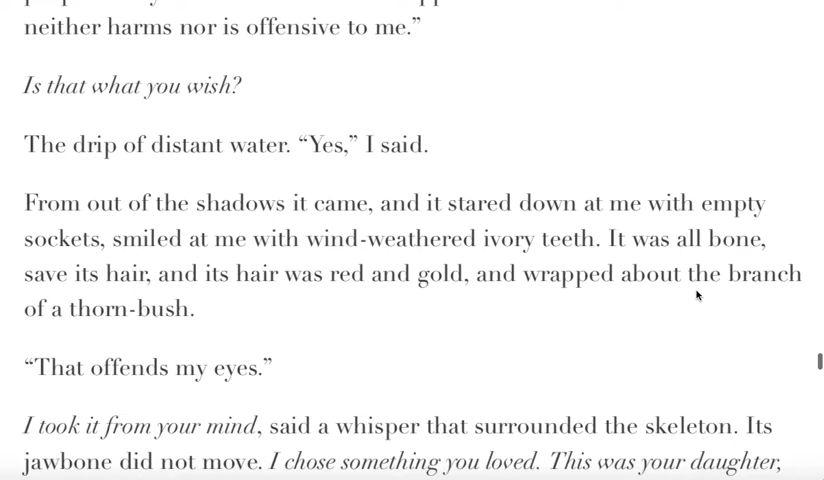 neither harms nor is offensive to me.”
Is that what you wish?
The drip of distant water. “Yes,” I said.
From out of the shadows it came, and it stared down at me with empty
sockets, smiled at me with wind-weathered ivory teeth. It was all bone,
save its hair, and its hair was red and gold, and wrapped about the branch
of a thorn-bush.
“That offends my eyes.”
I took it from your mind, said a whisper that surrounded the skeleton. Its
jawbone did not move. I chose something you loved. This was your daughter,